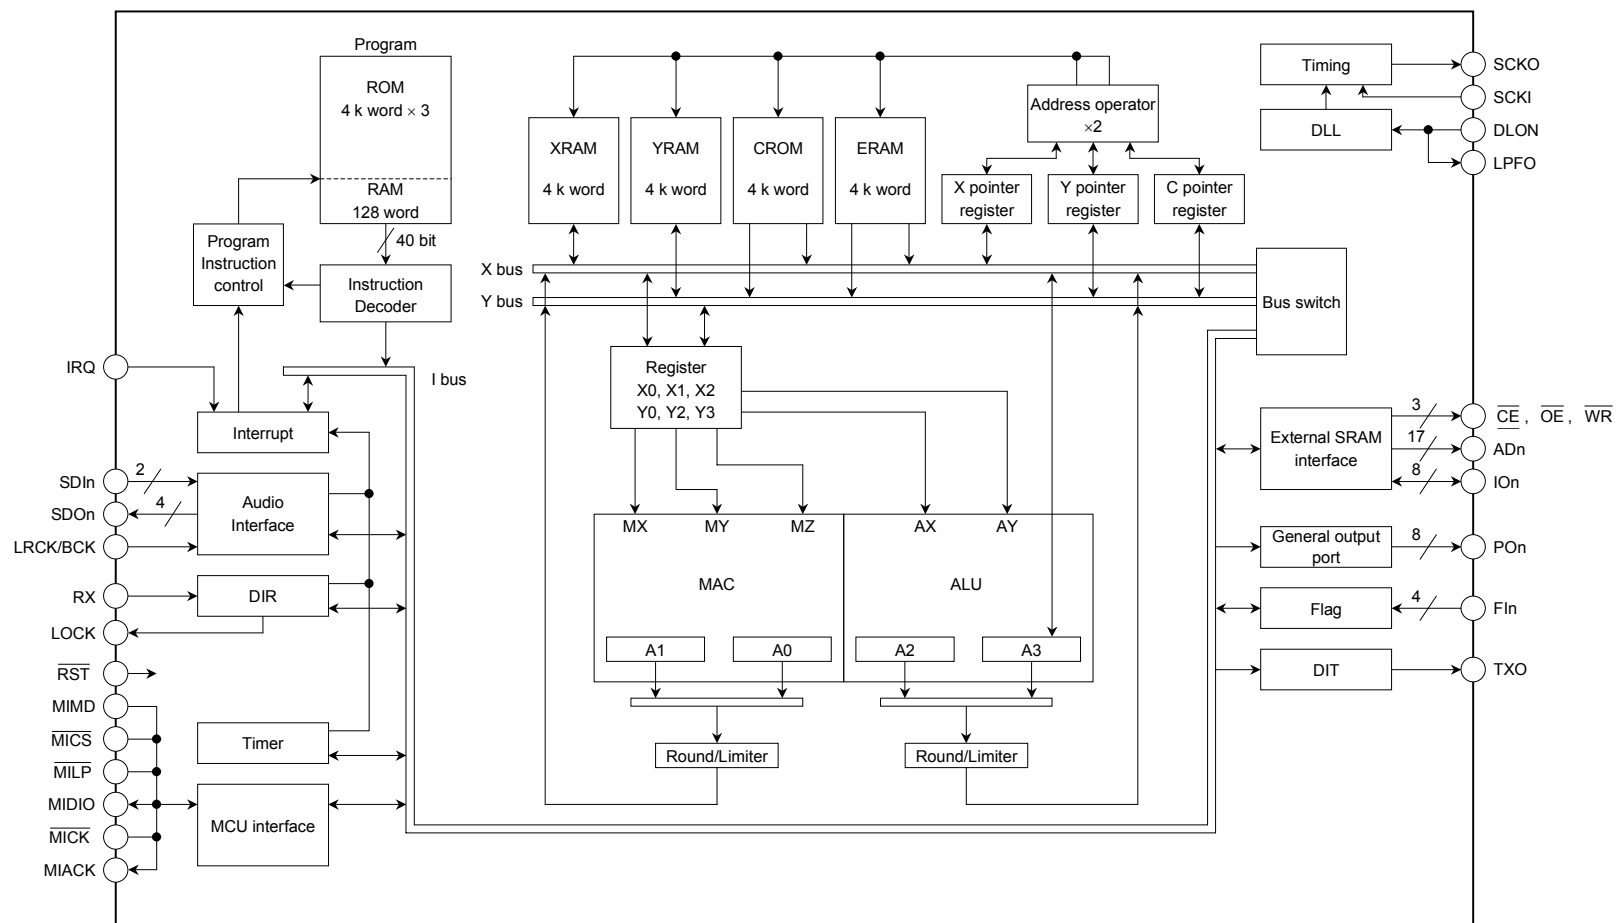 Program
ROM
4 k word × 3
RAM
128 word
40 bit
Program
Instruction
control
Instruction
Decoder
I bus
IRQ
Interrupt
SDIn
2
SDOn
4
LRCK/BCK
Audio
Interface
RX
LOCK
DIR
RST
MIMD
MICS
MILP
MIDIO
MICK
MIACK
Timer
MCU interface
XRAM
4 k word
YRAM
4 k word
CROM
4 k word
ERAM
4 k word
Address operator
×2
X pointer
register
Y pointer
register
C pointer
register
X bus
Y bus
Bus switch
Register
X0, X1, X2
Y0, Y2, Y3
MX
MY
MZ
AX
AY
MAC
ALU
A1
A0
A2
A3
Round/Limiter
Round/Limiter
Timing
DLL
SCKO
SCKI
DLON
LPFO
External SRAM
interface
3
CE , OE , WR
17
ADn
8
IOn
General output
port
8
POn
Flag
4
FIn
DIT
TXO